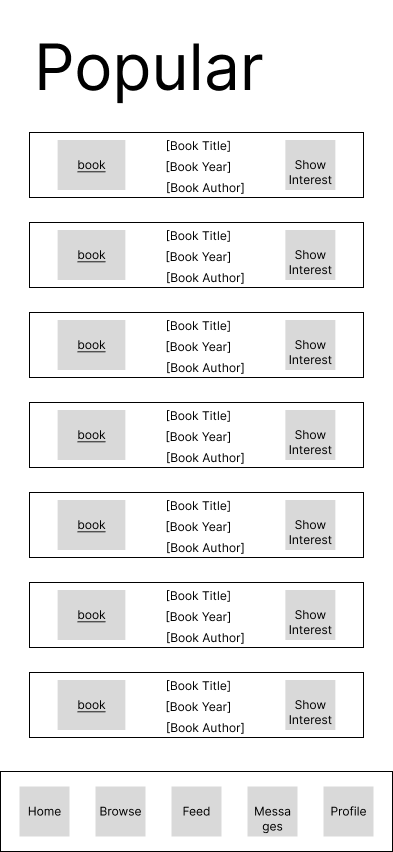 Popular
book
[Book Title]
[Book Year]
[Book Author]
Show
Interest
book
[Book Title]
[Book Year]
[Book Author]
Show
Interest
book
[Book Title]
[Book Year]
[Book Author]
Show
Interest
book
[Book Title]
[Book Year]
[Book Author]
Show
Interest
book
[Book Title]
[Book Year]
[Book Author]
Show
Interest
book
[Book Title]
[Book Year]
[Book Author]
Show
Interest
book
[Book Title]
[Book Year]
[Book Author]
Show
Interest
Home
Browse
Feed
Messa
ges
Profile